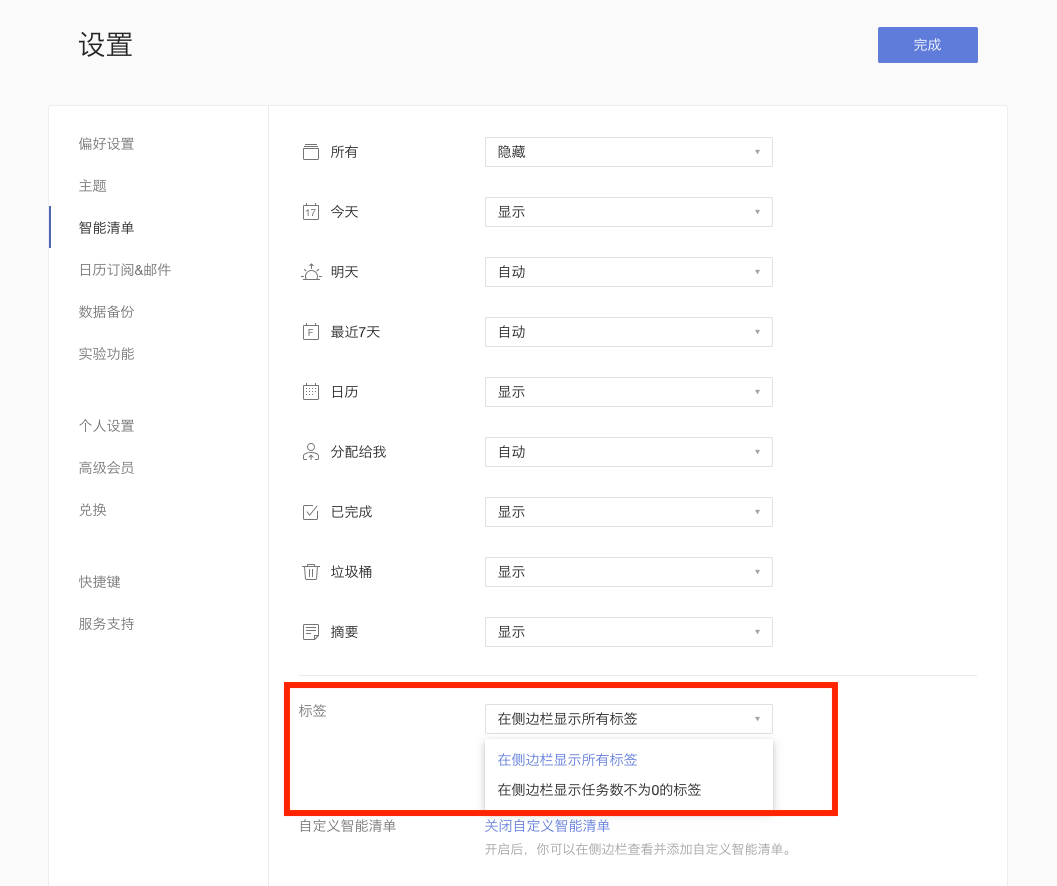 设置
完成
偏好设置
主题
智能清单
日历订阅&邮件
数据备份
实验功能
个人设置
高级会员
兑换
快捷键
服务支持
所有 隐藏
17 今天 显示
明天 自动
F 最近7天 自动
日历 显示
分配给我 自动
已完成 显示
垃圾桶 显示
摘要 显示
标签 在侧边栏显示所有标签
在侧边栏显示所有标签
在侧边栏显示任务数不为0的标签
自定义智能清单 关闭自定义智能清单
开启后，你可以在侧边栏查看并添加自定义智能清单。